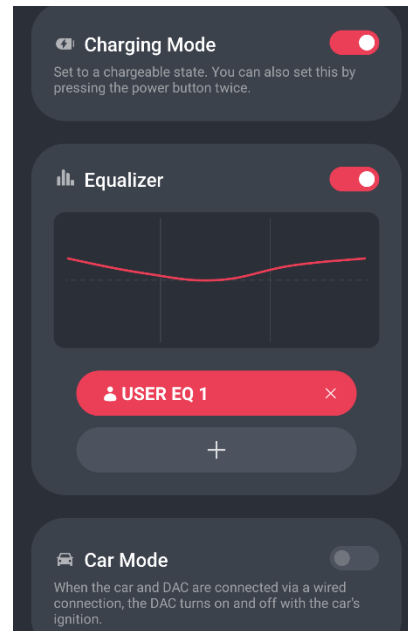 Charging Mode
Set to a chargeable state. You can also set this by
pressing the power button twice.
Equalizer
USER EQ 1
Car Mode
When the car and DAC are connected via a wired
connection, the DAC turns on and off with the car's
ignition.